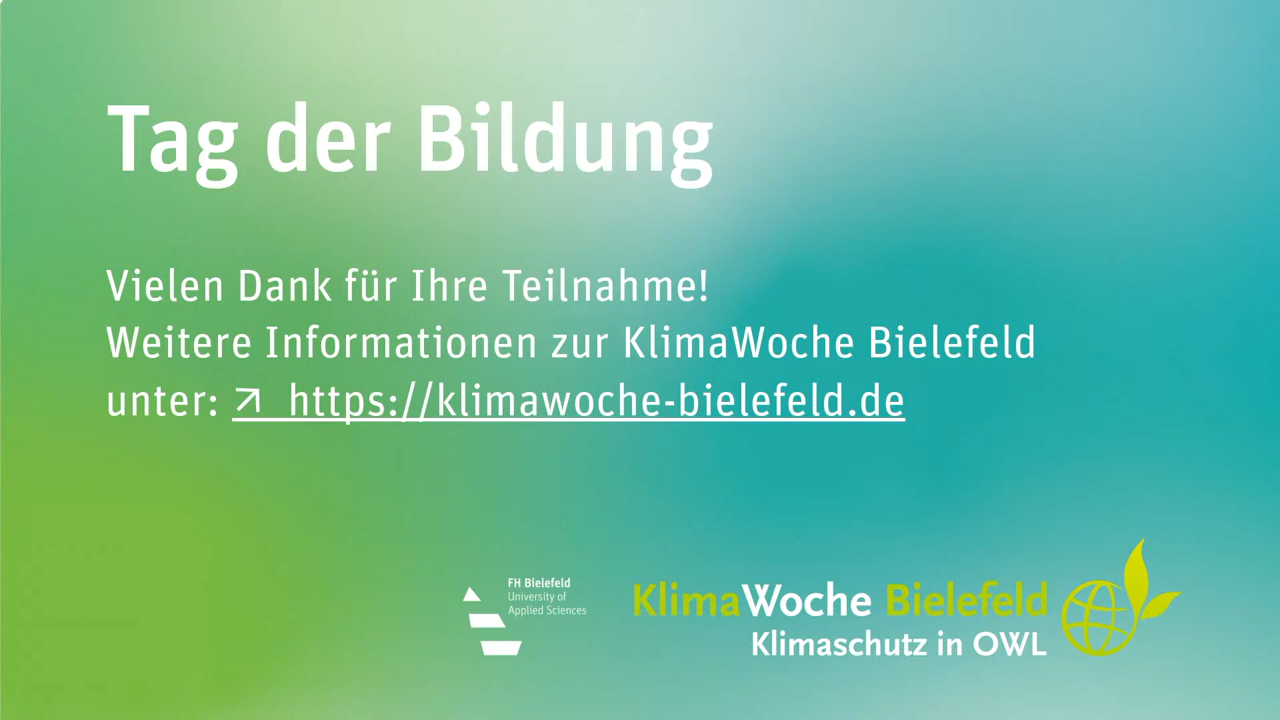 Tag der Bildung
Vielen Dank für Ihre Teilnahme!
Weitere Informationen zur KlimaWoche Bielefeld
unter: ↗ https://klimawoche-bielefeld.de
FH Bielefeld
University of
Applied Sciences
KlimaWoche Bielefeld
Klimaschutz in OWL